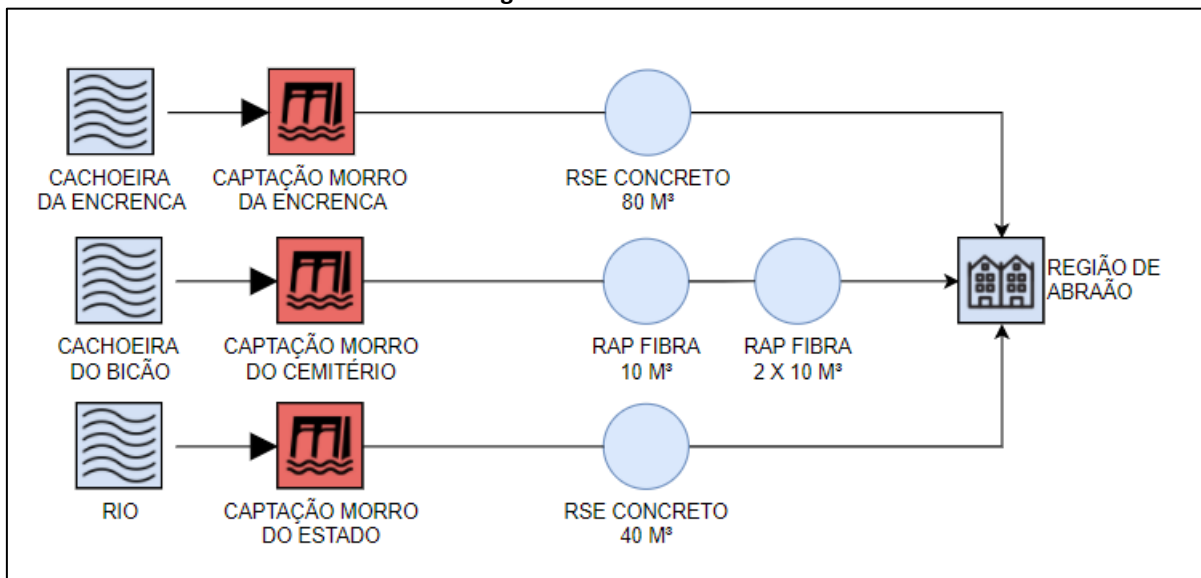 CACHOEIRA
DA ENCRENCA
CAPTAÇÃO MORRO
DA ENCRENCA
RSE CONCRETO
80 M³
REGIÃO DE
ABRAÃO
CACHOEIRA
DO BICÃO
CAPTAÇÃO MORRO
DO CEMITÉRIO
RAP FIBRA
10 M³
RAP FIBRA
2 X 10 M³
RIO
CAPTAÇÃO MORRO
DO ESTADO
RSE CONCRETO
40 M³